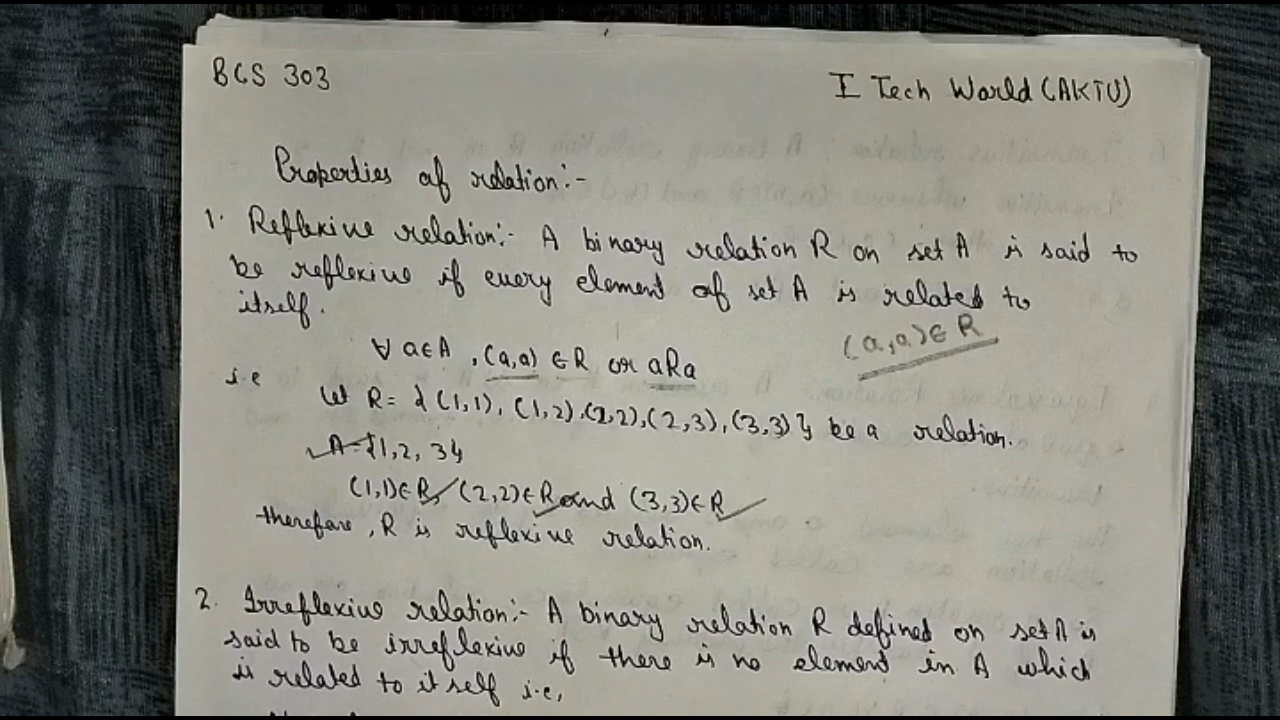 BCS 303
I Tech World (AKTU)
Properties of relation:-
1. Reflexive relation:- A binary relation R on set A is said to
be reflexive if every element of set A is related to
itself.
∀ a∈A , (a,a) ∈ R or aRa
(a,a)∈R
i.e
let R = { (1,1), (1,2), (2,2), (2,3), (3,3) } be a relation.
A = {1, 2, 3}
(1,1)∈R, (2,2)∈R and (3,3)∈R
therefore, R is reflexive relation.
2. Irreflexive relation:- A binary relation R defined on set A is
said to be irreflexive if there is no element in A which
is related to itself i.e,